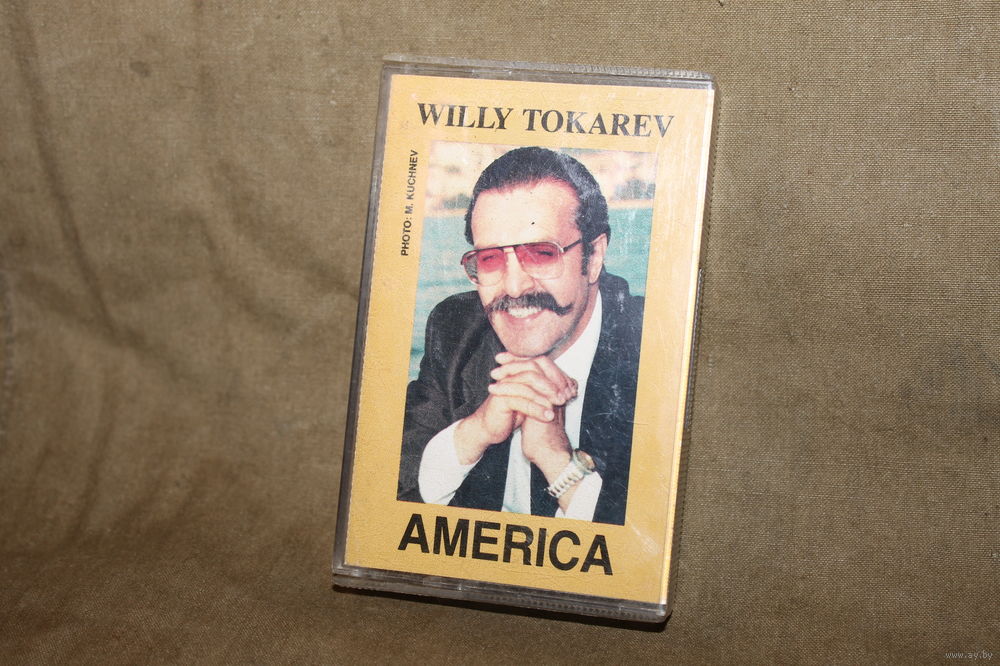 WILLY TOKAREV
PHOTO: M. KUCHNEV
AMERICA
www.ay.by